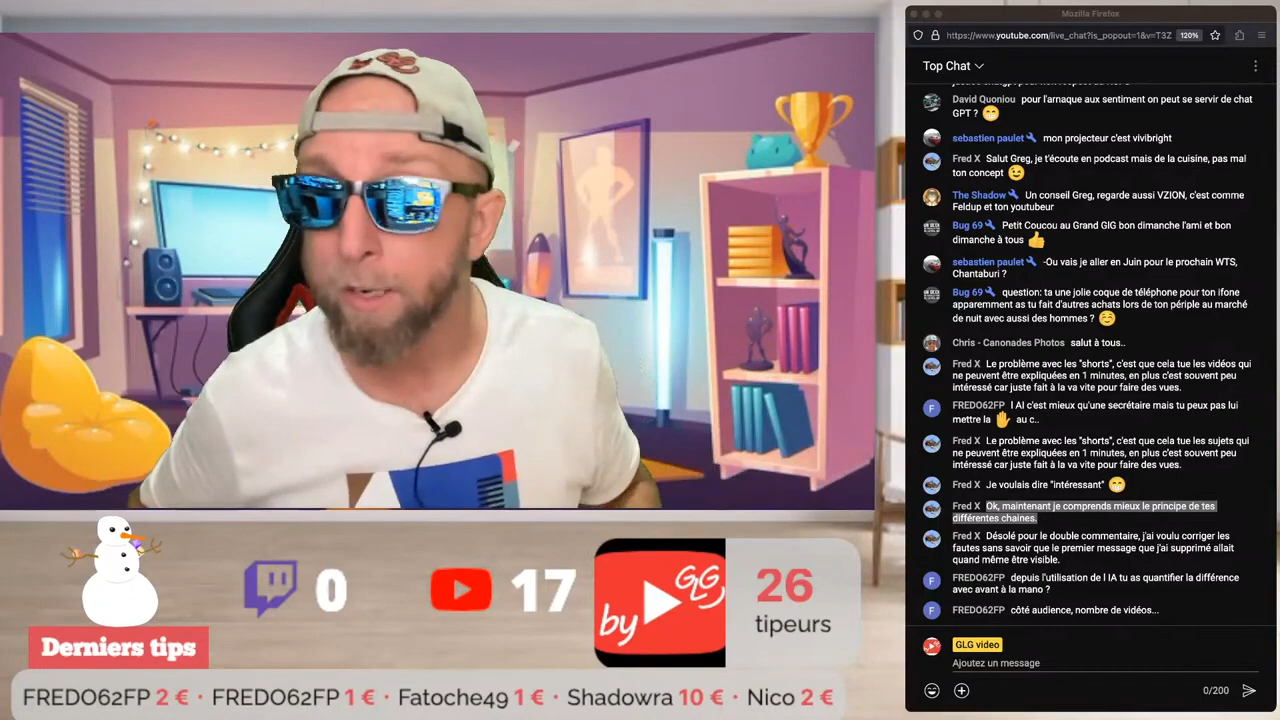 Mozilla Firefox
https://www.youtube.com/live_chat?is_popout=1&v=T3Z
120%
Top Chat
David Quoniou pour l'arnaque aux sentiment on peut se servir de chat
GPT ? 😁
sebastien paulet mon projecteur c'est vivibright
Fred X Salut Greg, je t'écoute en podcast mais de la cuisine, pas mal
ton concept 😉
The Shadow Un conseil Greg, regarde aussi VZION, c'est comme
Feldup et ton youtubeur
Bug 69 Petit Coucou au Grand GIG bon dimanche l'ami et bon
dimanche à tous 👍
sebastien paulet -Ou vais je aller en Juin pour le prochain WTS,
Chantaburi ?
Bug 69 question: ta une jolie coque de téléphone pour ton ifone
apparemment as tu fait d'autres achats lors de ton périple au marché
de nuit avec aussi des hommes ? ☺️
Chris - Canonades Photos salut à tous..
Fred X Le problème avec les "shorts", c'est que cela tue les vidéos qui
ne peuvent être expliquées en 1 minutes, en plus c'est souvent peu
intéressé car juste fait à la va vite pour faire des vues.
F
FREDO62FP l AI c'est mieux qu'une secrétaire mais tu peux pas lui
mettre la ✋ au c..
Fred X Le problème avec les "shorts", c'est que cela tue les sujets qui
ne peuvent être expliquées en 1 minutes, en plus c'est souvent peu
intéressé car juste fait à la va vite pour faire des vues.
Fred X Je voulais dire "intéressant" 😁
Fred X Ok, maintenant je comprends mieux le principe de tes
différentes chaines.
Fred X Désolé pour le double commentaire, j'ai voulu corriger les
fautes sans savoir que le premier message que j'ai supprimé allait
quand même être visible.
F
FREDO62FP depuis l'utilisation de l IA tu as quantifier la différence
avec avant à la mano ?
F
FREDO62FP côté audience, nombre de vidéos...
GLG video
Ajoutez un message
0/200
0
17
by GLG
26
tipeurs
Derniers tips
FREDO62FP 2 € · FREDO62FP 1 € · Fatoche49 1 € · Shadowra 10 € · Nico 2 €